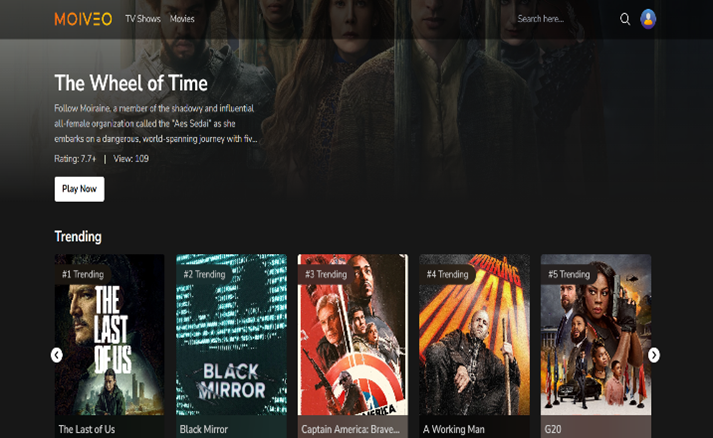 MOIVEO TV Shows Movies Search here...
The Wheel of Time
Follow Moiraine, a member of the shadowy and influential
all-female organization called the "Aes Sedai" as she
embarks on a dangerous, world-spanning journey with fiv...
Rating: 7.7+ | View: 109
Play Now
Trending
#1 Trending
#2 Trending
#3 Trending
#4 Trending
#5 Trending
THE
LAST
OF US
BLACK
MIRROR
AMERICA
A
WORKING
MAN
The Last of Us
Black Mirror
Captain America: Brave...
A Working Man
G20